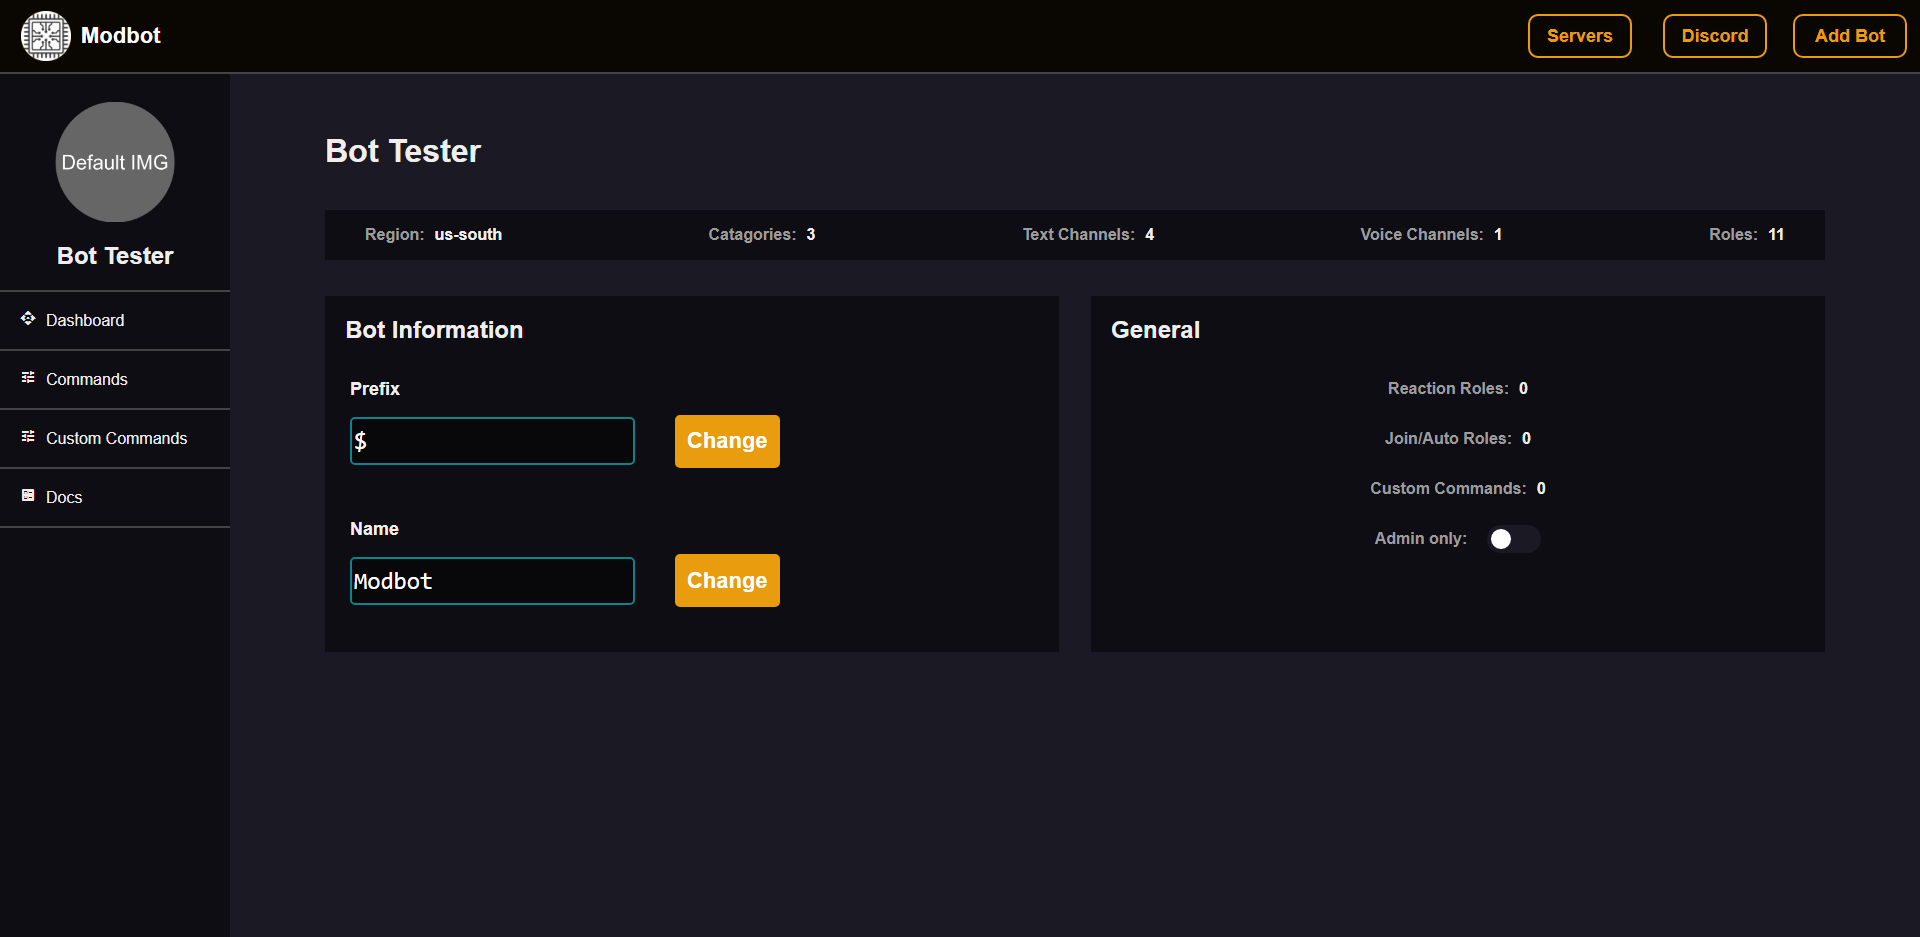 Modbot
Servers
Discord
Add Bot
Default IMG
Bot Tester
Dashboard
Commands
Custom Commands
Docs
Bot Tester
Region: us-south
Catagories: 3
Text Channels: 4
Voice Channels: 1
Roles: 11
Bot Information
Prefix
$
Change
Name
Modbot
Change
General
Reaction Roles: 0
Join/Auto Roles: 0
Custom Commands: 0
Admin only: